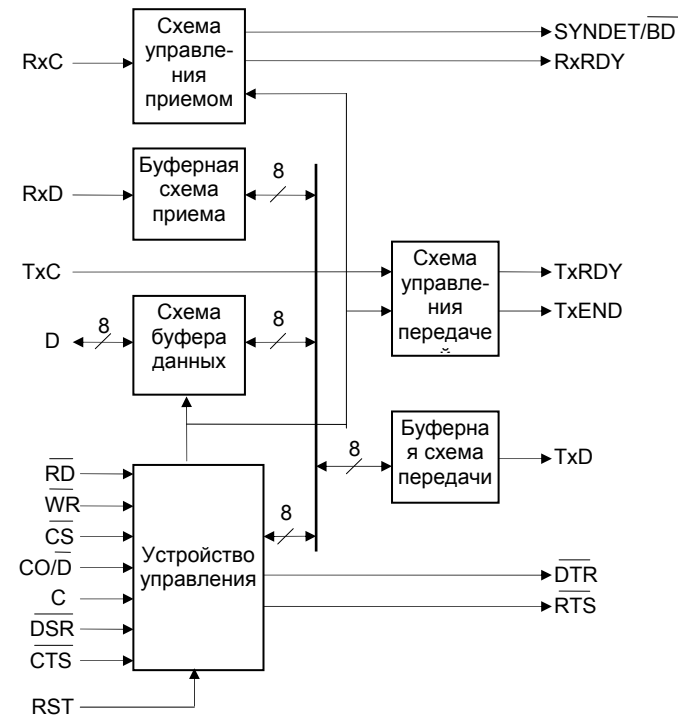 Схема
управле-
ния
приемом
RxC
SYNDET/BD
RxRDY
Буферная
схема
приема
RxD
8
TxC
Схема
управле-
ния
передаче
й
TxRDY
TxEND
D
8
Схема
буфера
данных
8
Буферна
я схема
передачи
8
TxD
RD
WR
CS
CO/D
C
DSR
CTS
RST
Устройство
управления
8
DTR
RTS